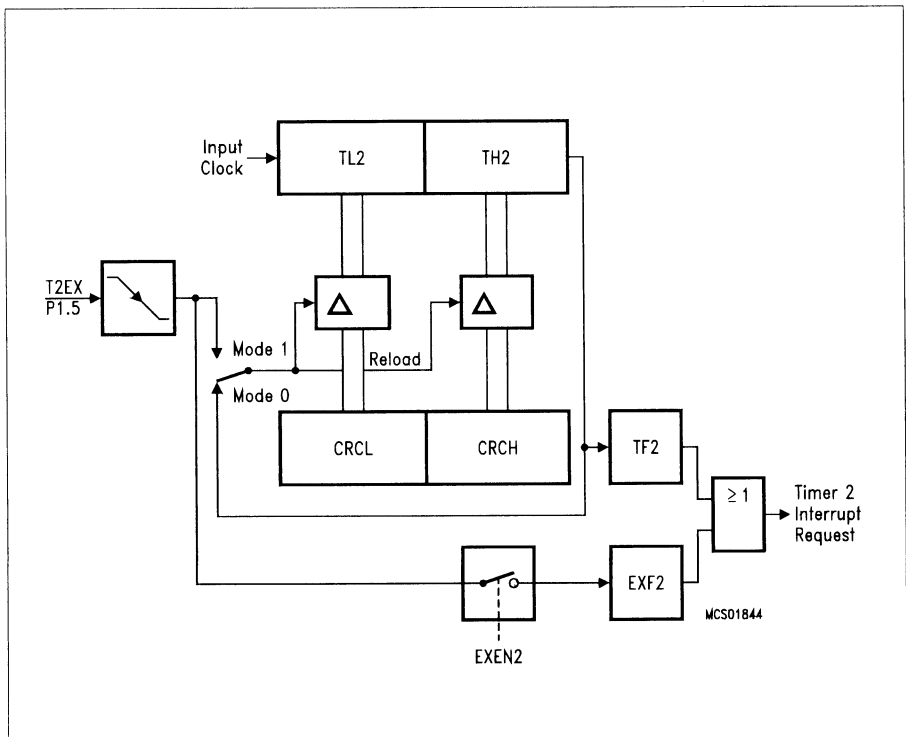 Input
Clock
TL2
TH2
T2EX
P1.5
Mode 1
Reload
Mode 0
CRCL
CRCH
TF2
≥ 1
Timer 2
Interrupt
Request
EXF2
MCS01844
EXEN2